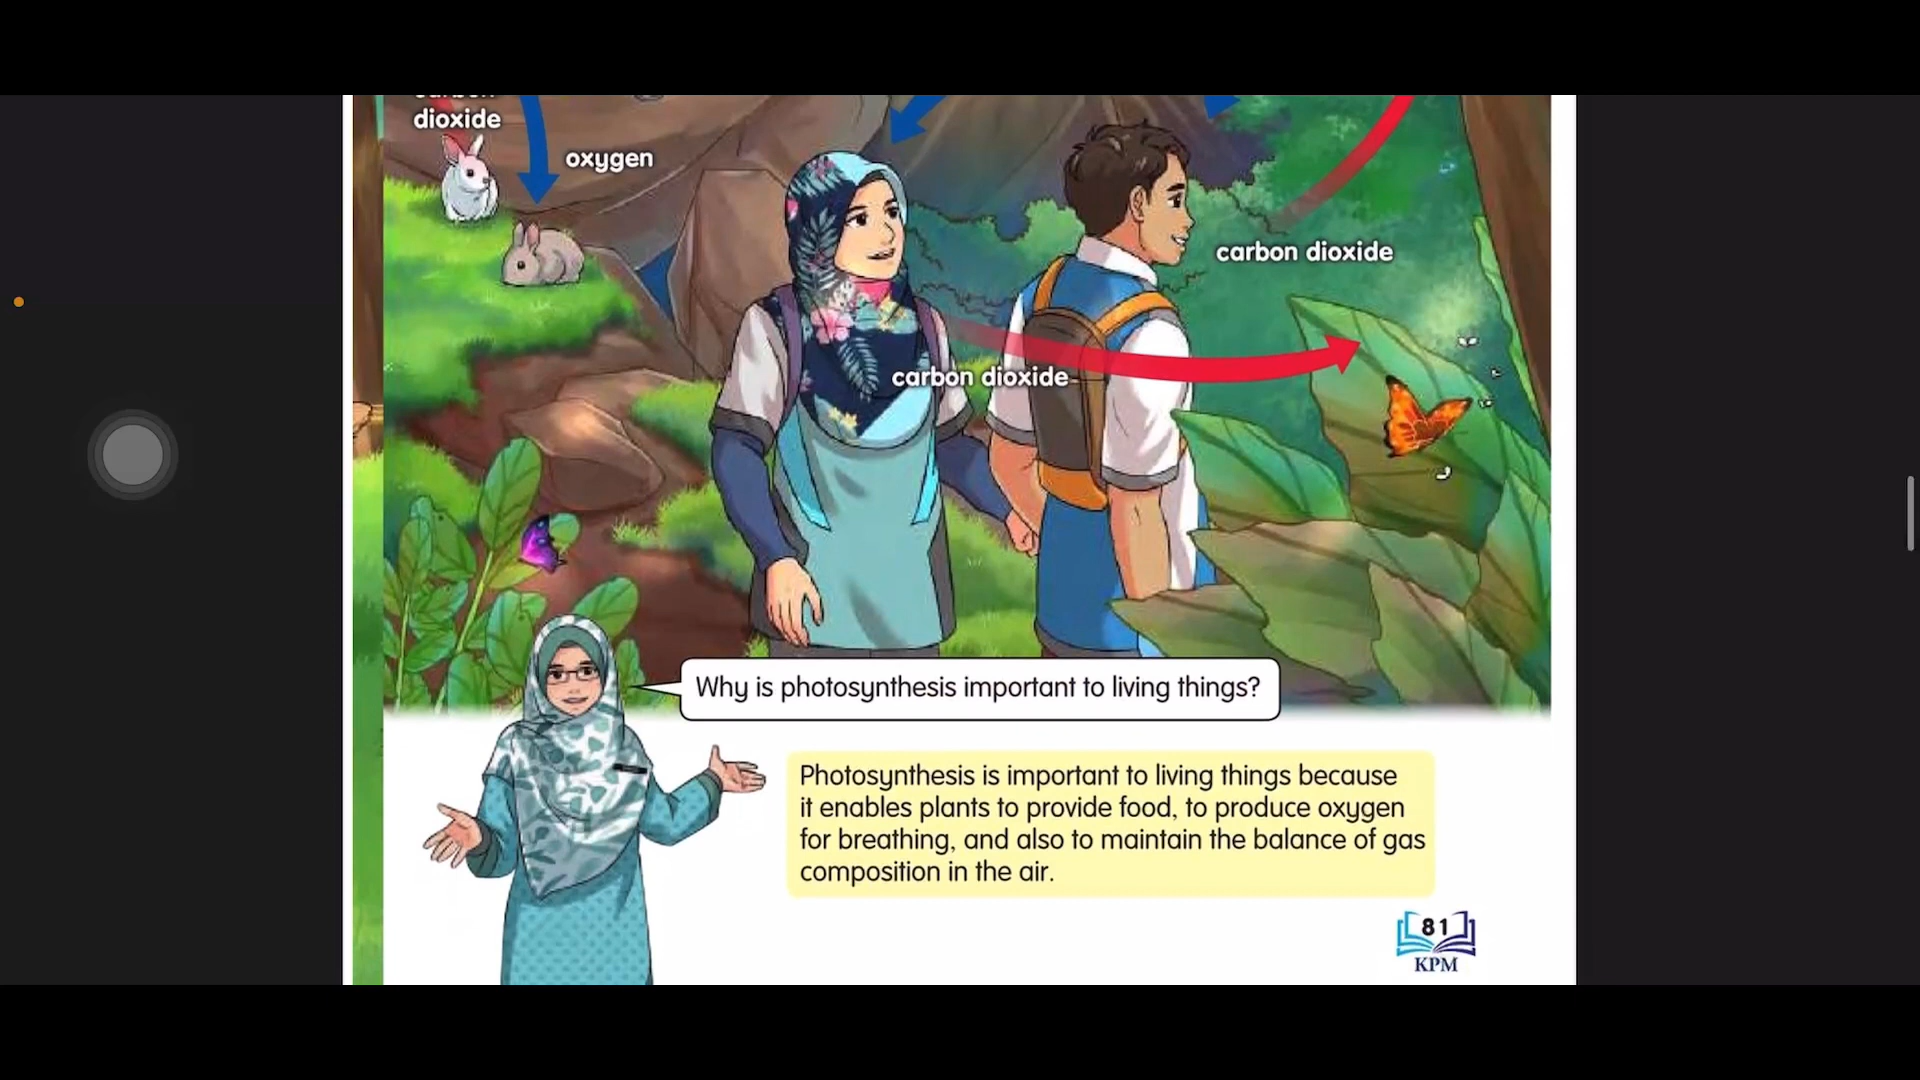 dioxide
oxygen
carbon dioxide
carbon dioxide
Why is photosynthesis important to living things?
Photosynthesis is important to living things because
it enables plants to provide food, to produce oxygen
for breathing, and also to maintain the balance of gas
composition in the air.
81
KPM